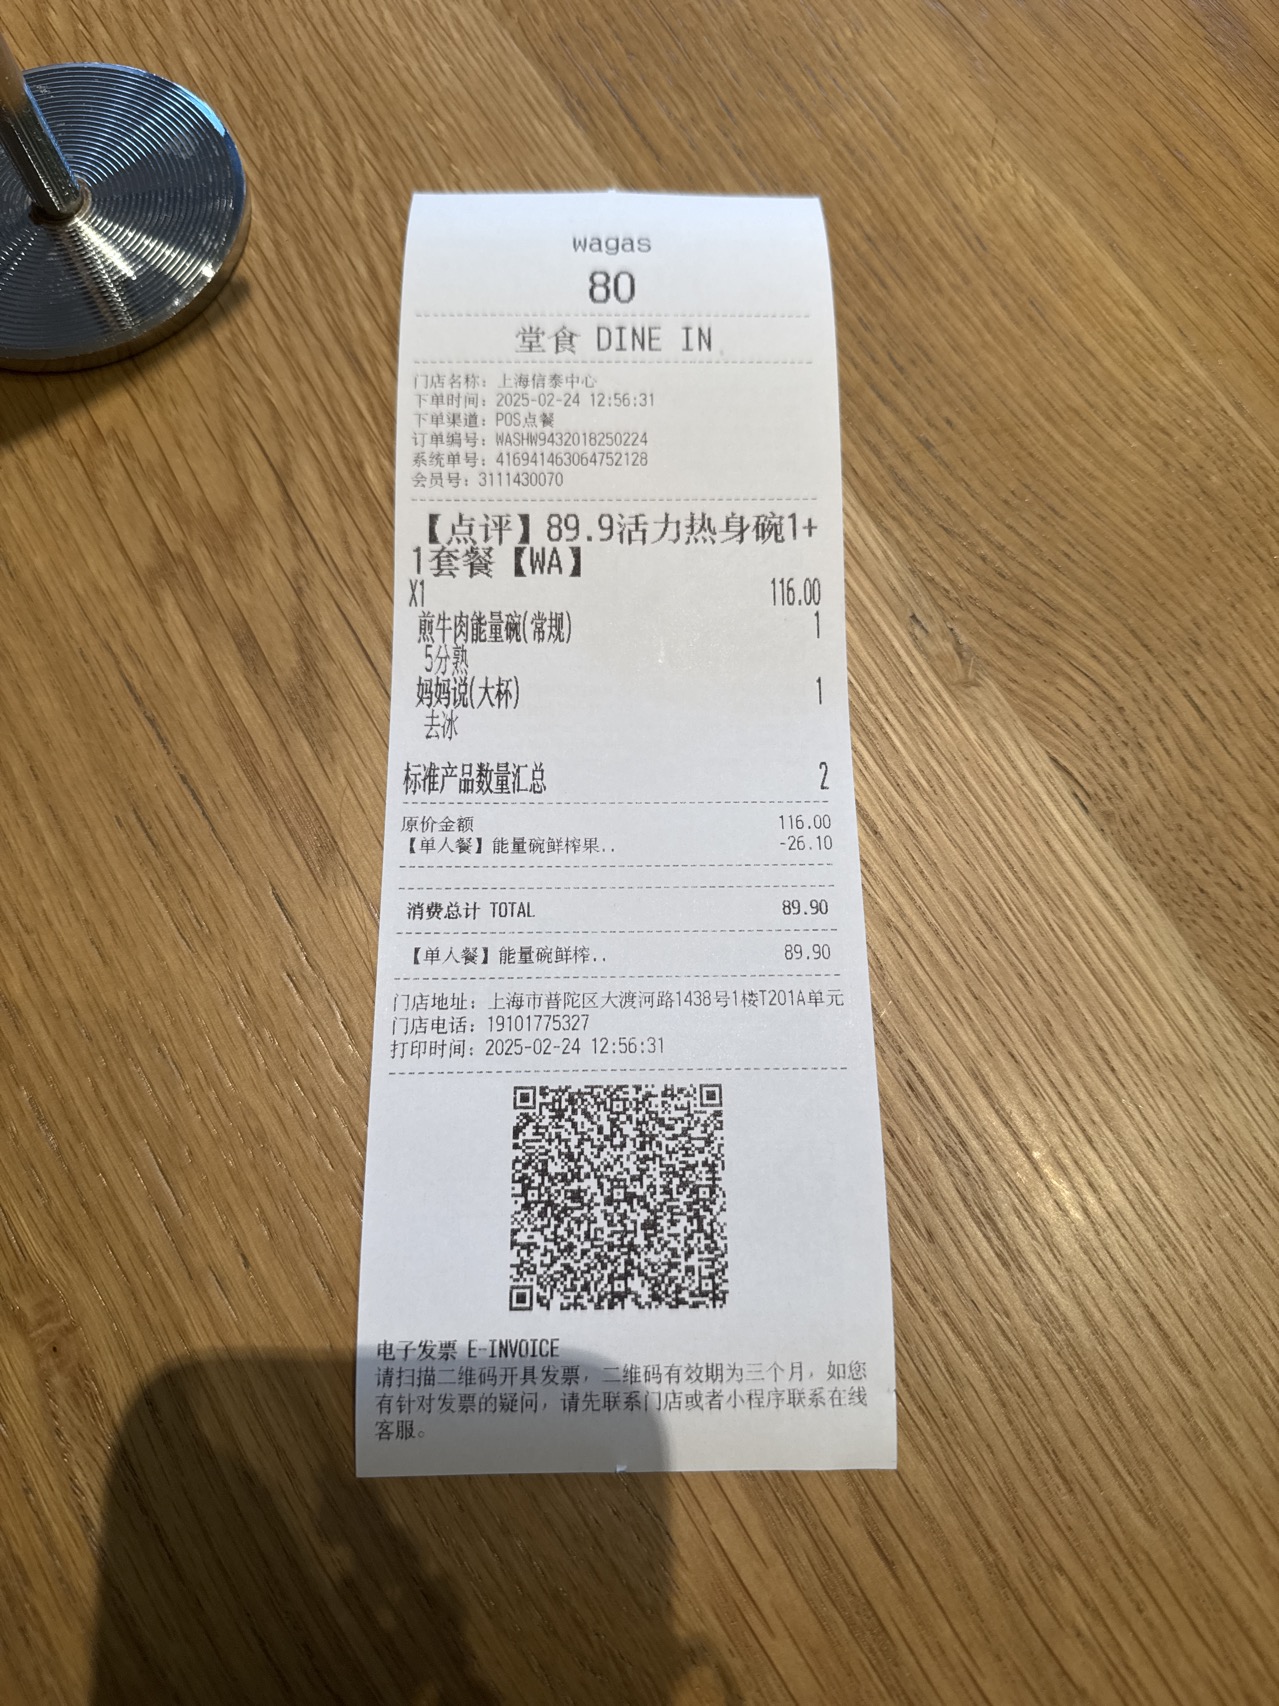 wagas
80
堂食 DINE IN
门店名称：上海信泰中心
下单时间：2025-02-24 12:56:31
下单渠道：POS点餐
订单编号：WASHW9432018250224
系统单号：416941463064752128
会员号：3111430070
【点评】89.9活力热身碗1+
1套餐【WA】
X1 116.00
煎牛肉能量碗(常规) 1
5分熟
妈妈说(大杯) 1
去冰
标准产品数量汇总 2
原价金额 116.00
【单人餐】能量碗鲜榨果.. -26.10
消费总计 TOTAL 89.90
【单人餐】能量碗鲜榨.. 89.90
门店地址：上海市普陀区大渡河路1438号1楼T201A单元
门店电话：19101775327
打印时间：2025-02-24 12:56:31
电子发票 E-INVOICE
请扫描二维码开具发票，二维码有效期为三个月，如您
有针对发票的疑问，请先联系门店或者小程序联系在线
客服。